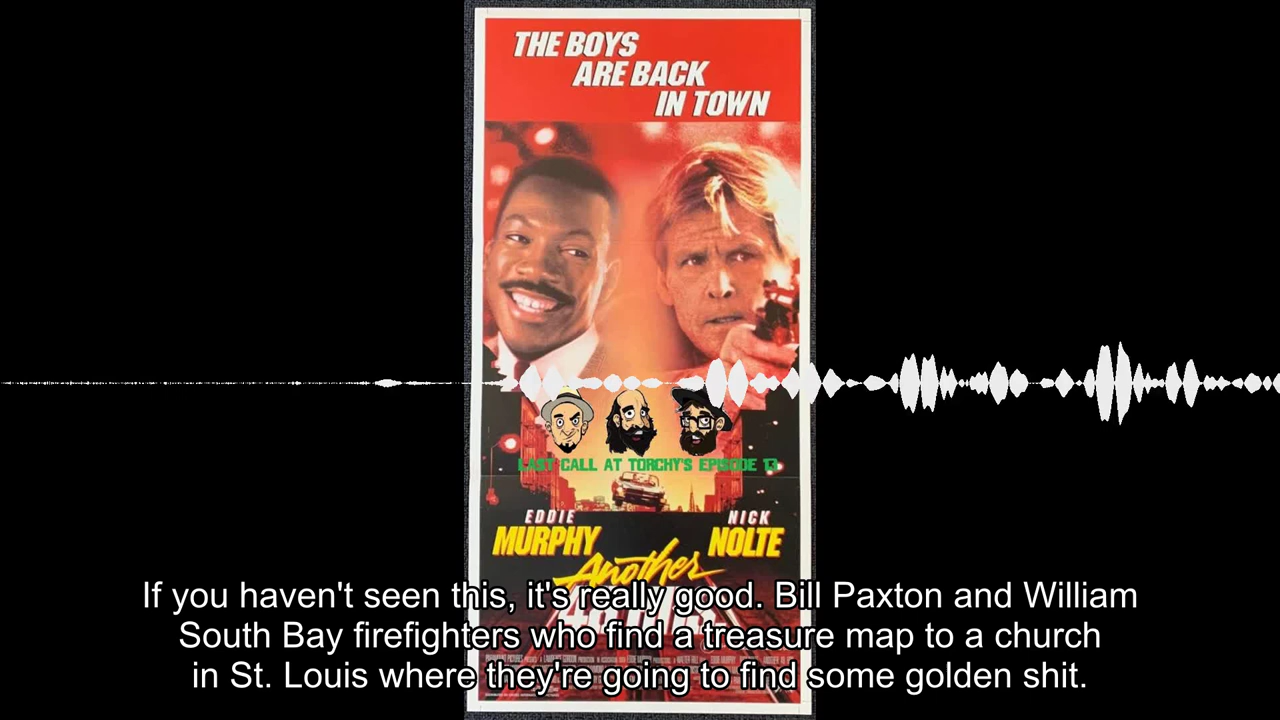 THE BOYS
ARE BACK
IN TOWN
LAST CALL AT TORCHY'S EPISODE 13
EDDIE NICK
MURPHY NOLTE
Another
If you haven't seen this, it's really good. Bill Paxton and William
South Bay firefighters who find a treasure map to a church
in St. Louis where they're going to find some golden shit.